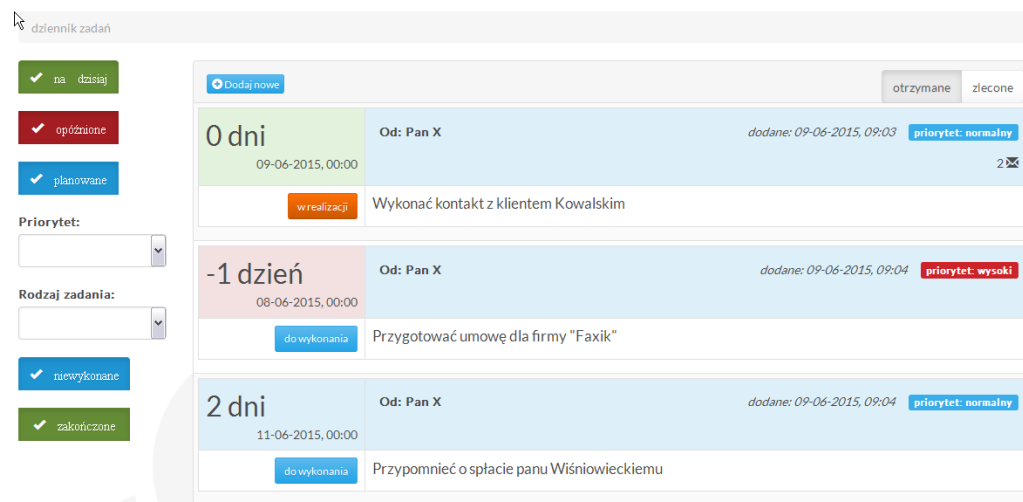 dziennik zadań
na dzisiaj
opóźnione
planowane
Priorytet:
Rodzaj zadania:
niewykonane
zakończone
Dodaj nowe
otrzymane zlecone
0 dni
09-06-2015, 00:00
Od: Pan X
dodane: 09-06-2015, 09:03 priorytet: normalny
2
w realizacji
Wykonać kontakt z klientem Kowalskim
-1 dzień
08-06-2015, 00:00
Od: Pan X
dodane: 09-06-2015, 09:04 priorytet: wysoki
do wykonania
Przygotować umowę dla firmy "Faxik"
2 dni
11-06-2015, 00:00
Od: Pan X
dodane: 09-06-2015, 09:04 priorytet: normalny
do wykonania
Przypomnieć o spłacie panu Wiśniowieckiemu